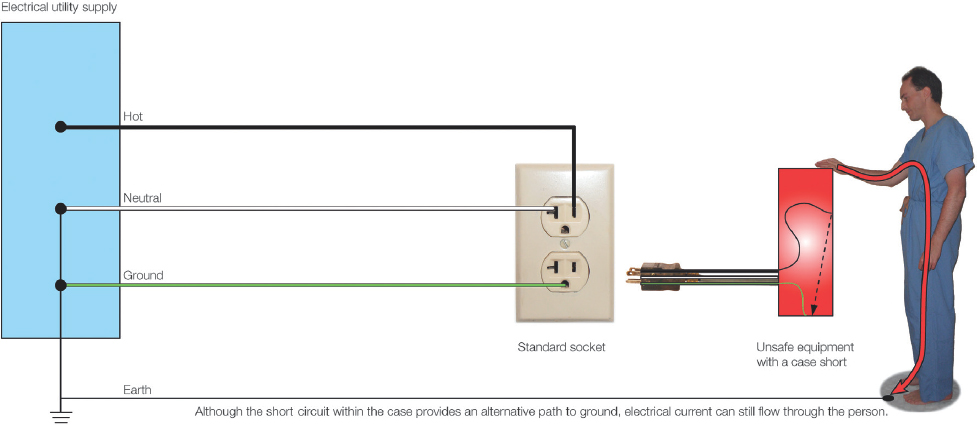 Electrical utility supply
Hot
Neutral
Ground
Standard socket
Unsafe equipment
with a case short
Earth
Although the short circuit within the case provides an alternative path to ground, electrical current can still flow through the person.